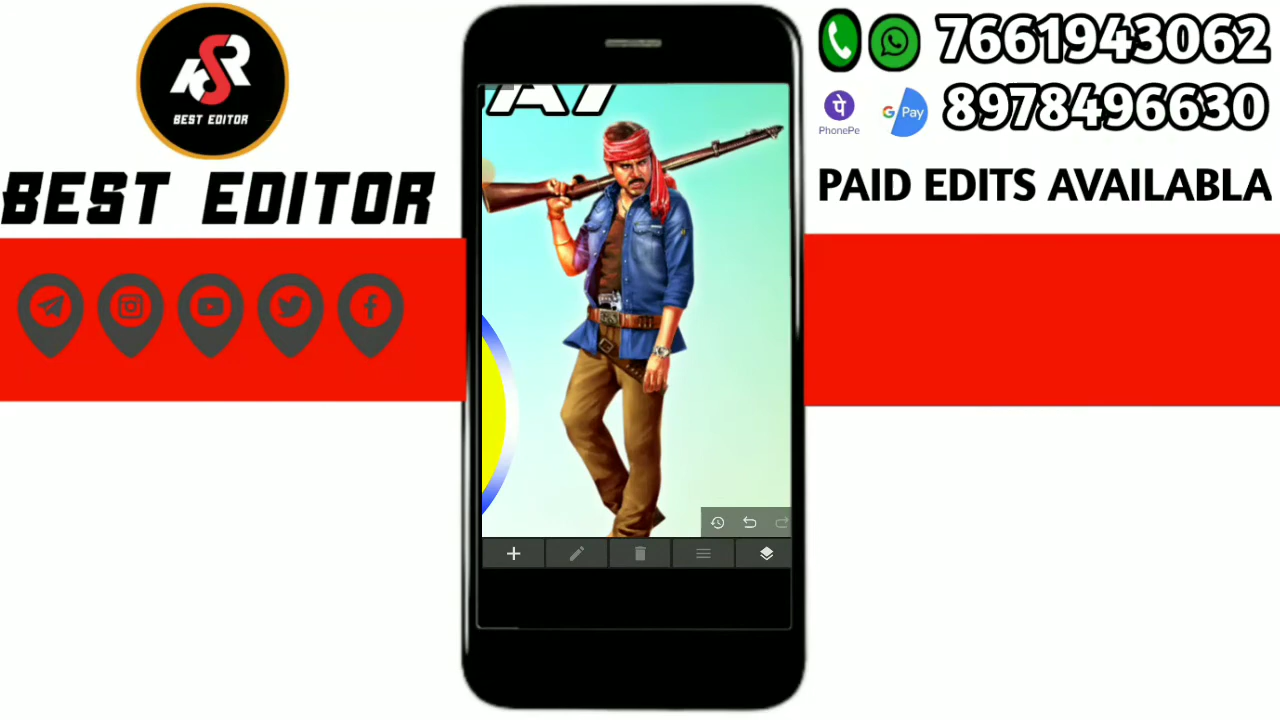 KSR
BEST EDITOR
BEST EDITOR
7661943062
8978496630
पे
PhonePe
G Pay
PAID EDITS AVAILABLA